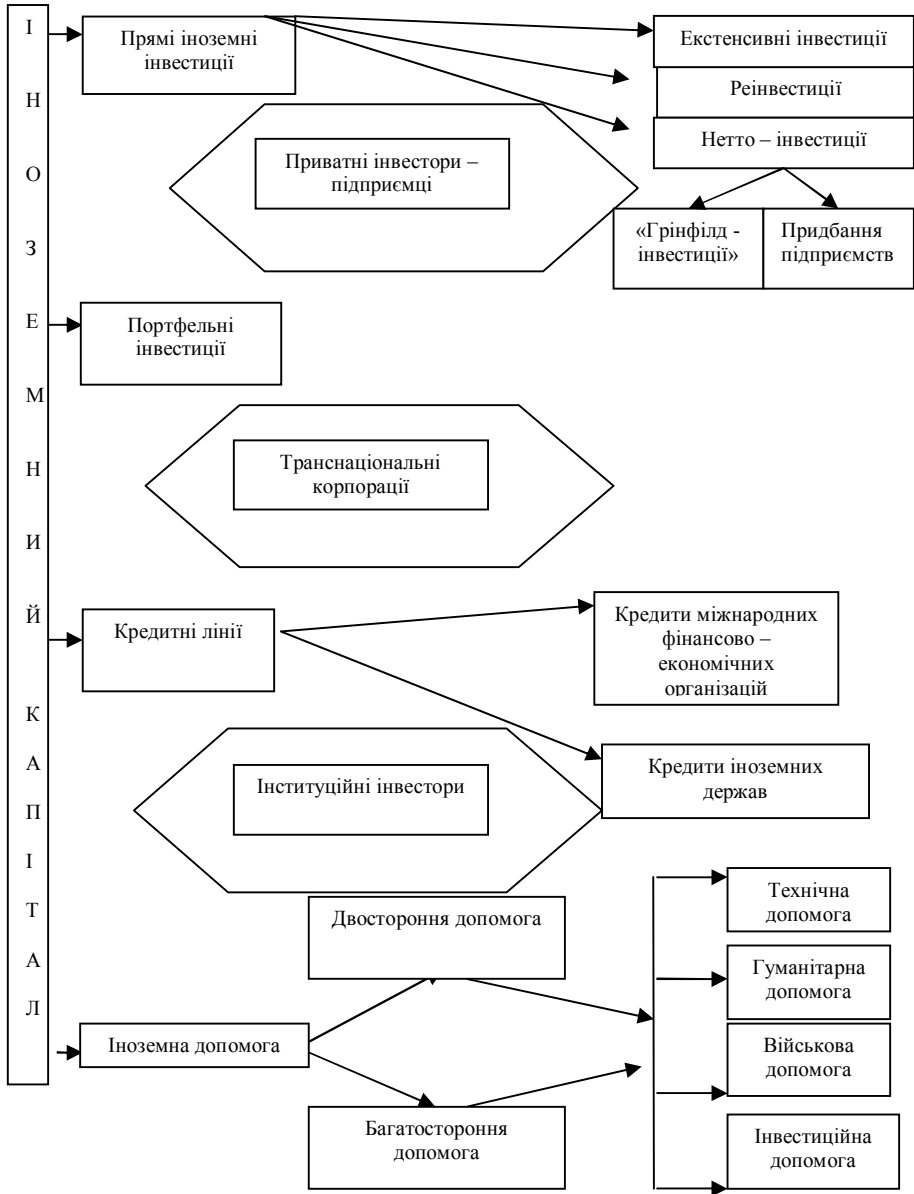 І
Н
О
З
Е
М
Н
И
Й
К
А
П
І
Т
А
Л
Прямі іноземні
інвестиції
Екстенсивні інвестиції
Реінвестиції
Нетто – інвестиції
Приватні інвестори –
підприємці
«Грінфілд -
інвестиції»
Придбання
підприємств
Портфельні
інвестиції
Транснаціональні
корпорації
Кредитні лінії
Кредити міжнародних
фінансово –
економічних
організацій
Інституційні інвестори
Кредити іноземних
держав
Двостороння допомога
Технічна
допомога
Гуманітарна
допомога
Іноземна допомога
Військова
допомога
Багатостороння
допомога
Інвестиційна
допомога